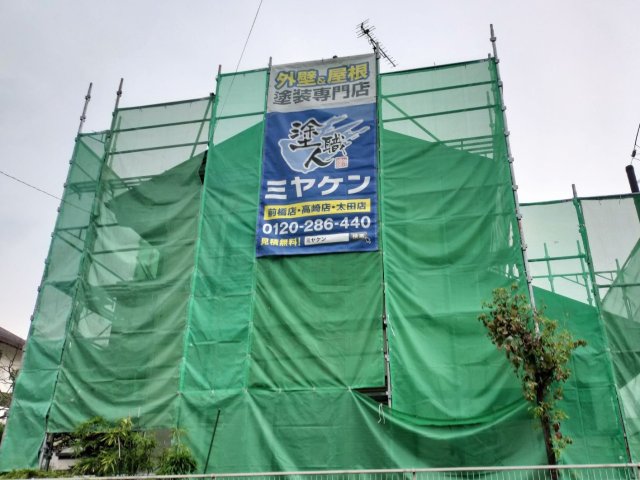 外壁&屋根
塗装専門店
塗職人
ミヤケン
前橋店・高崎店・太田店
0120-286-440
見積無料! ミヤケン 検索